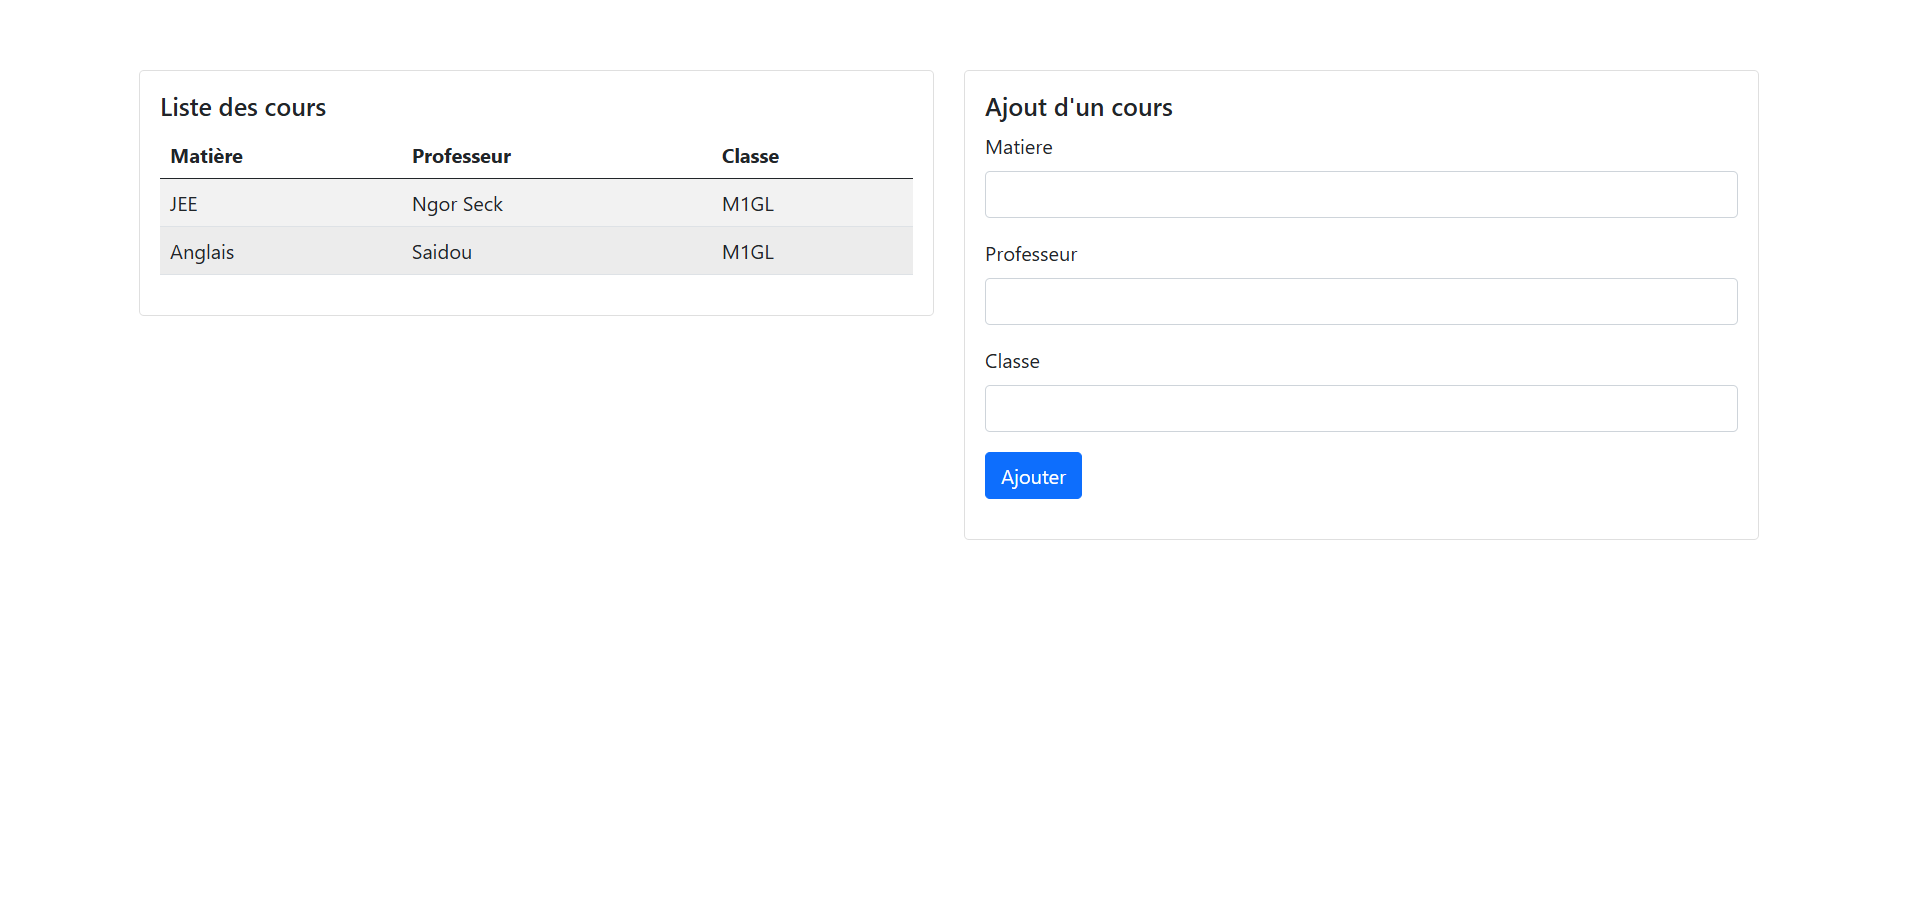 Liste des cours
Matière Professeur Classe
JEE Ngor Seck M1GL
Anglais Saidou M1GL
Ajout d'un cours
Matiere
Professeur
Classe
Ajouter